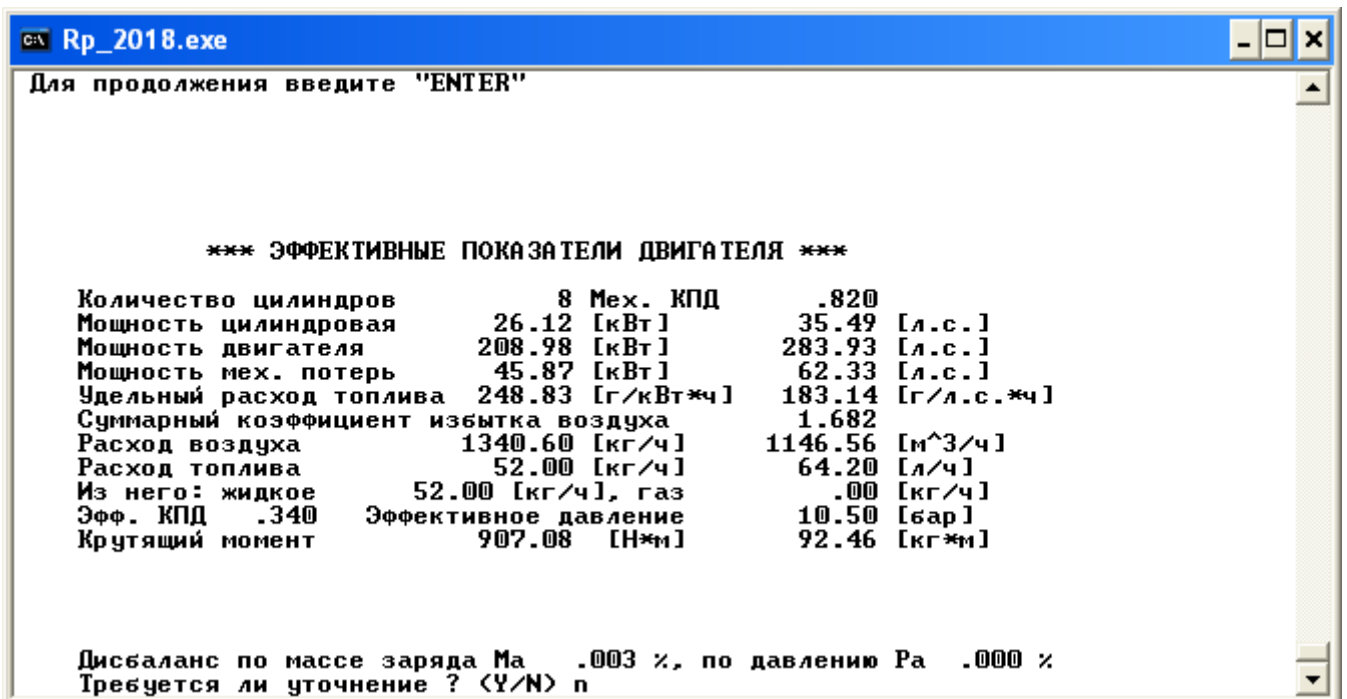 Rp_2018.exe
Для продолжения введите "ENTER"
*** ЭФФЕКТИВНЫЕ ПОКАЗАТЕЛИ ДВИГАТЕЛЯ ***
Количество цилиндров 8 Мех. КПД .820
Мощность цилиндровая 26.12 [кВт] 35.49 [л.с.]
Мощность двигателя 208.98 [кВт] 283.93 [л.с.]
Мощность мех. потерь 45.87 [кВт] 62.33 [л.с.]
Удельный расход топлива 248.83 [г/кВт*ч] 183.14 [г/л.с.*ч]
Суммарный коэффициент избытка воздуха 1.682
Расход воздуха 1340.60 [кг/ч] 1146.56 [м^3/ч]
Расход топлива 52.00 [кг/ч] 64.20 [л/ч]
Из него: жидкое 52.00 [кг/ч], газ .00 [кг/ч]
Эфф. КПД .340 Эффективное давление 10.50 [бар]
Крутящий момент 907.08 [Н*м] 92.46 [кг*м]
Дисбаланс по массе заряда Ma .003 %, по давлению Pa .000 %
Требуется ли уточнение ? (Y/N) n